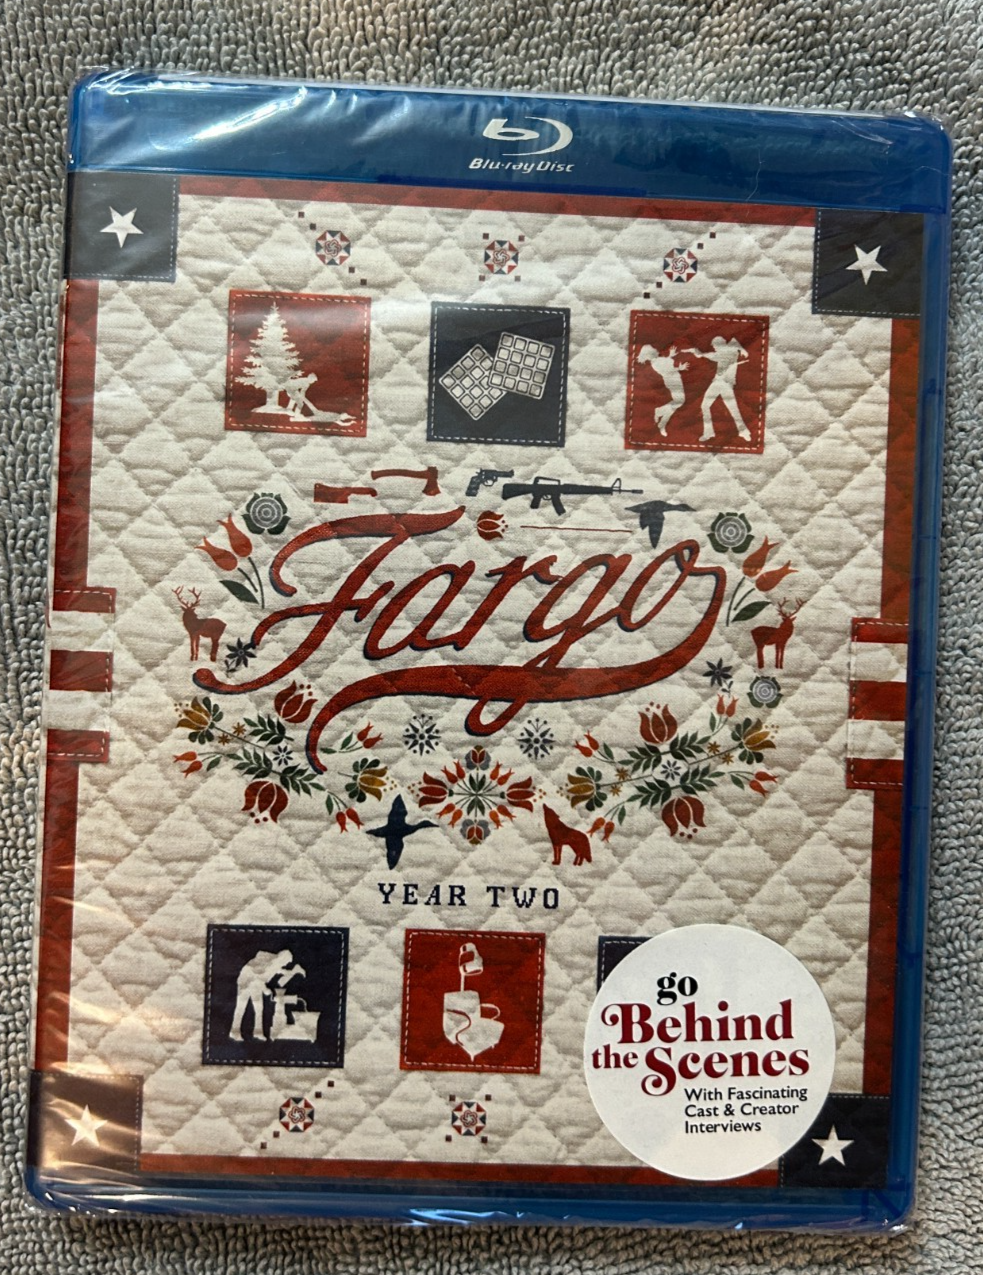 Blu-ray Disc
Fargo
YEAR TWO
go
Behind
the Scenes
With Fascinating
Cast & Creator
Interviews